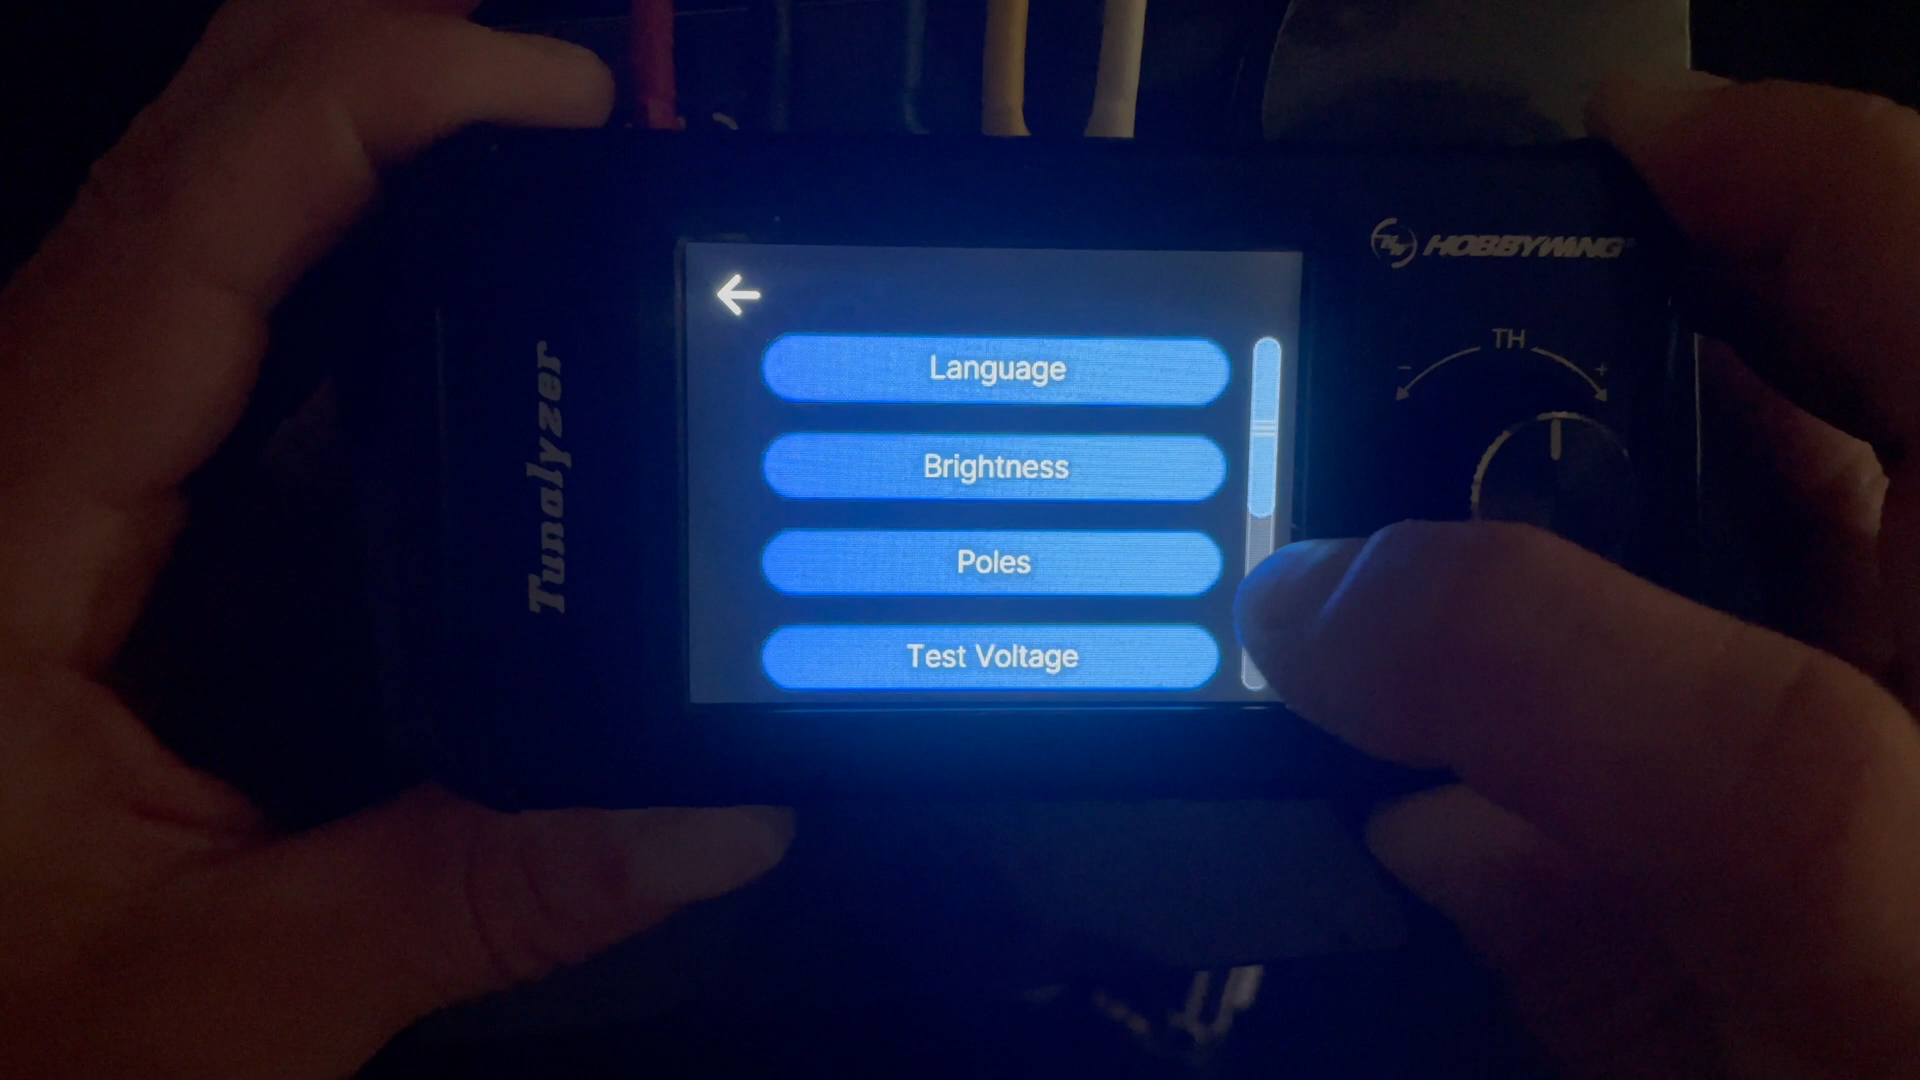 Tunalyzer
HOBBYWING
TH
- +
Language
Brightness
Poles
Test Voltage